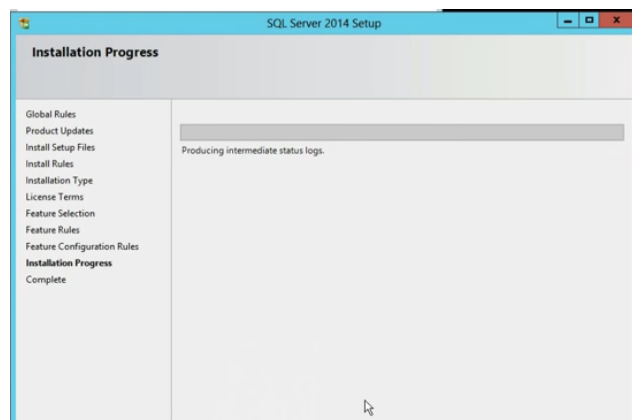 SQL Server 2014 Setup
Installation Progress
Global Rules
Product Updates
Install Setup Files
Install Rules
Installation Type
License Terms
Feature Selection
Feature Rules
Feature Configuration Rules
Installation Progress
Complete
Producing intermediate status logs.